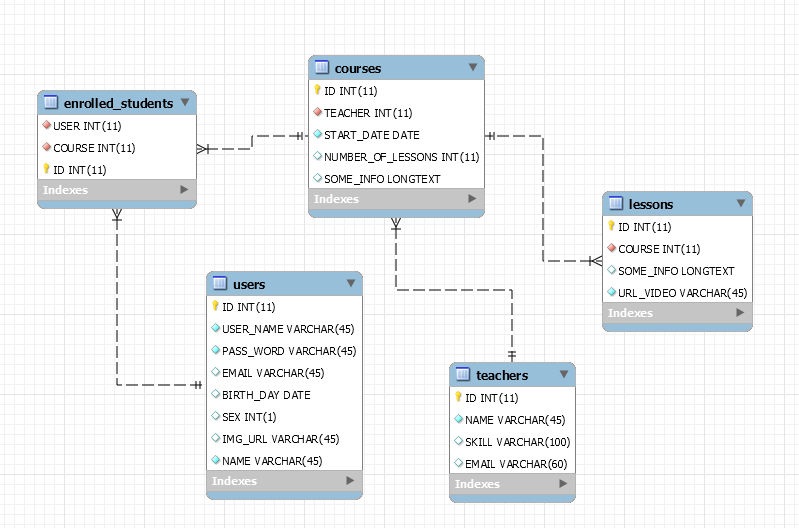 courses
ID INT(11)
TEACHER INT(11)
START_DATE DATE
NUMBER_OF_LESSONS INT(11)
SOME_INFO LONGTEXT
Indexes
enrolled_students
USER INT(11)
COURSE INT(11)
ID INT(11)
Indexes
lessons
ID INT(11)
COURSE INT(11)
SOME_INFO LONGTEXT
URL_VIDEO VARCHAR(45)
Indexes
users
ID INT(11)
USER_NAME VARCHAR(45)
PASS_WORD VARCHAR(45)
EMAIL VARCHAR(45)
BIRTH_DAY DATE
SEX INT(1)
IMG_URL VARCHAR(45)
NAME VARCHAR(45)
Indexes
teachers
ID INT(11)
NAME VARCHAR(45)
SKILL VARCHAR(100)
EMAIL VARCHAR(60)
Indexes